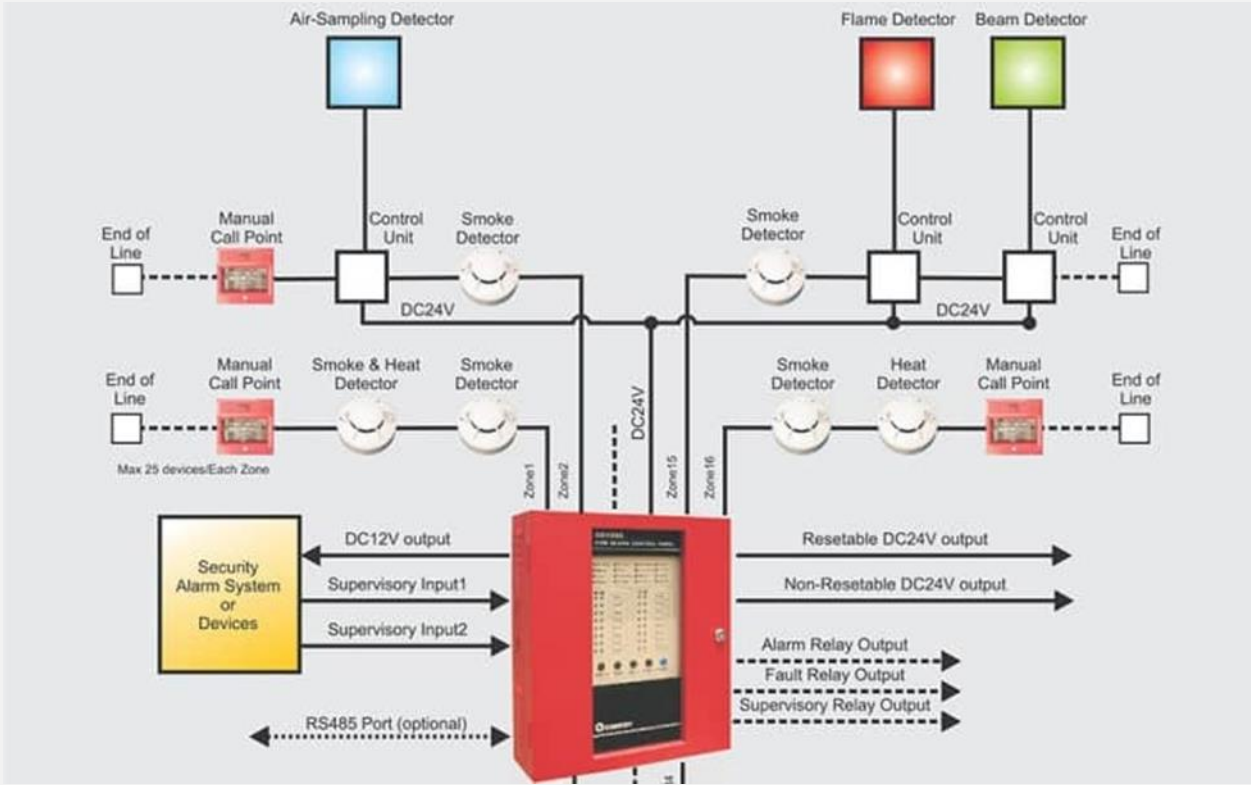 Air-Sampling Detector
Flame Detector
Beam Detector
Manual
Call Point
Control
Unit
Smoke
Detector
Smoke
Detector
Control
Unit
Control
Unit
End of
Line
End of
Line
DC24V
DC24V
End of
Line
Manual
Call Point
Smoke & Heat
Detector
Smoke
Detector
DC24V
Smoke
Detector
Heat
Detector
Manual
Call Point
End of
Line
Max 25 devices/Each Zone
Zone1
Zone2
Zone15
Zone16
Security
Alarm System
or
Devices
DC12V output
Supervisory Input1
Supervisory Input2
RS485 Port (optional)
Resetable DC24V output
Non-Resetable DC24V output
Alarm Relay Output
Fault Relay Output
Supervisory Relay Output